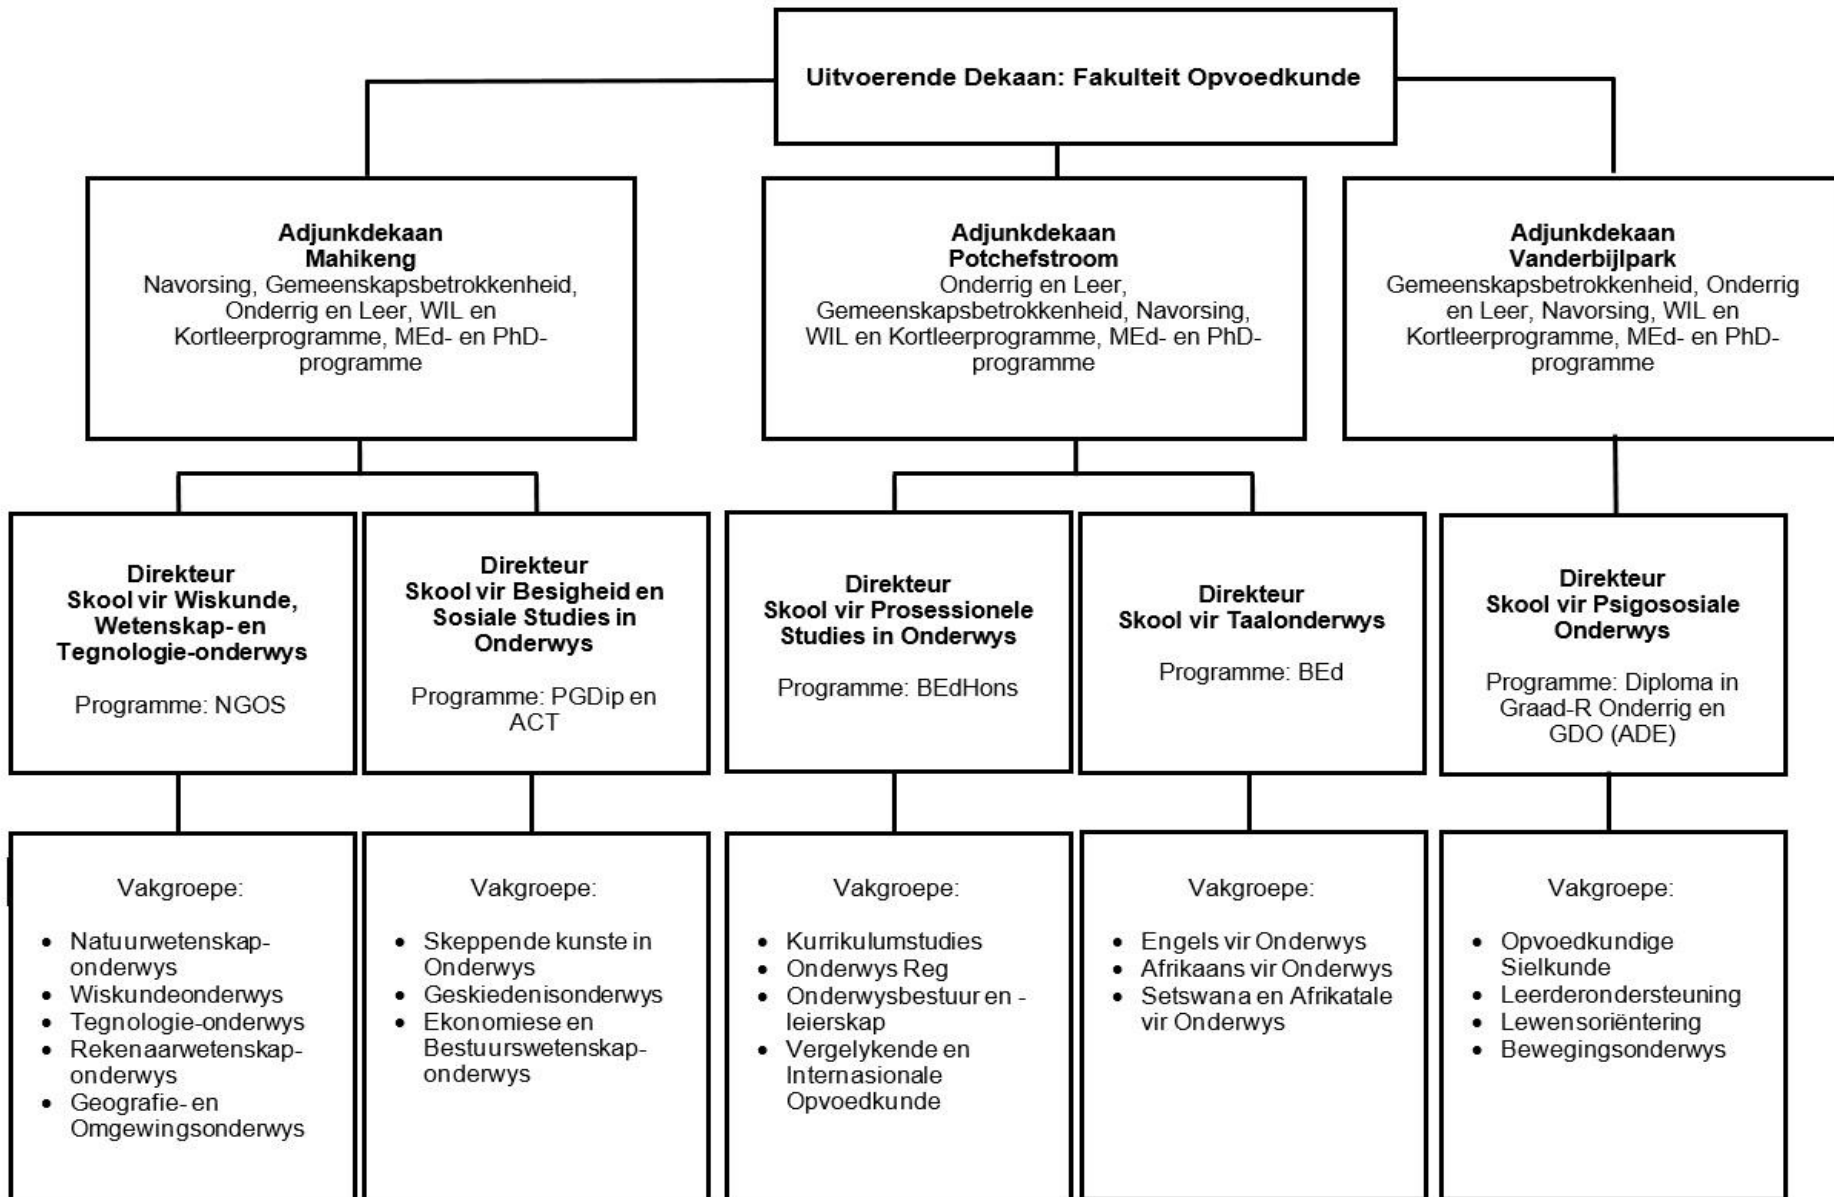 Uitvoerende Dekaan: Fakulteit Opvoedkunde
Adjunkdekaan
Mahikeng
Navorsing, Gemeenskapsbetrokkenheid,
Onderrig en Leer, WIL en
Kortleerprogramme, MEd- en PhD-
programme
Adjunkdekaan
Potchefstroom
Onderrig en Leer,
Gemeenskapsbetrokkenheid, Navorsing,
WIL en Kortleerprogramme, MEd- en PhD-
programme
Adjunkdekaan
Vanderbijlpark
Gemeenskapsbetrokkenheid, Onderrig
en Leer, Navorsing, WIL en
Kortleerprogramme, MEd- en PhD-
programme
Direkteur
Skool vir Wiskunde,
Wetenskap- en
Tegnologie-onderwys
Programme: NGOS
Direkteur
Skool vir Besigheid en
Sosiale Studies in
Onderwys
Programme: PGDip en
ACT
Direkteur
Skool vir Prosessionele
Studies in Onderwys
Programme: BEdHons
Direkteur
Skool vir Taalonderwys
Programme: BEd
Direkteur
Skool vir Psigososiale
Onderwys
Programme: Diploma in
Graad-R Onderrig en
GDO (ADE)
Vakgroepe:
• Natuurwetenskap-
onderwys
• Wiskundeonderwys
• Tegnologie-onderwys
• Rekenaarwetenskap-
onderwys
• Geografie- en
Omgewingsonderwys
Vakgroepe:
• Skeppende kunste in
Onderwys
• Geskiedenisonderwys
• Ekonomiese en
Bestuurswetenskap-
onderwys
Vakgroepe:
• Kurrikulumstudies
• Onderwys Reg
• Onderwysbestuur en -
leierskap
• Vergelykende en
Internasionale
Opvoedkunde
Vakgroepe:
• Engels vir Onderwys
• Afrikaans vir Onderwys
• Setswana en Afrikatale
vir Onderwys
Vakgroepe:
• Opvoedkundige
Sielkunde
• Leerderondersteuning
• Lewensoriëntering
• Bewegingsonderwys